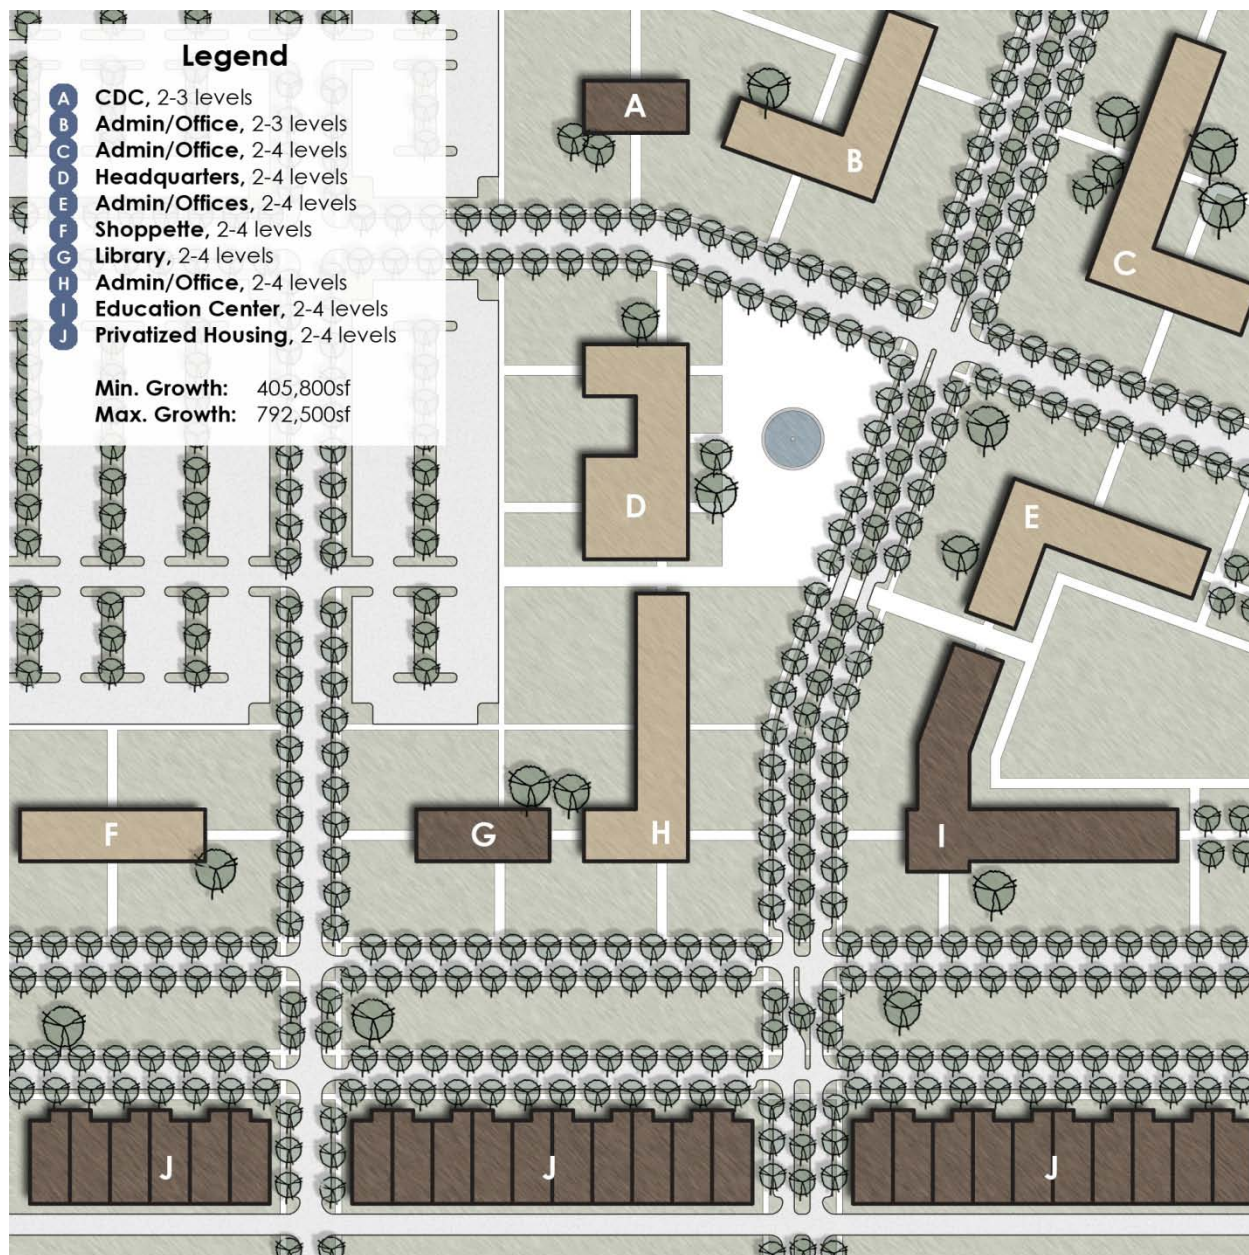 Legend
A CDC, 2-3 levels
B Admin/Office, 2-3 levels
C Admin/Office, 2-4 levels
D Headquarters, 2-4 levels
E Admin/Offices, 2-4 levels
F Shoppette, 2-4 levels
G Library, 2-4 levels
H Admin/Office, 2-4 levels
I Education Center, 2-4 levels
J Privatized Housing, 2-4 levels
Min. Growth: 405,800sf
Max. Growth: 792,500sf
A
B
C
D
E
F
G
H
I
J
J
J